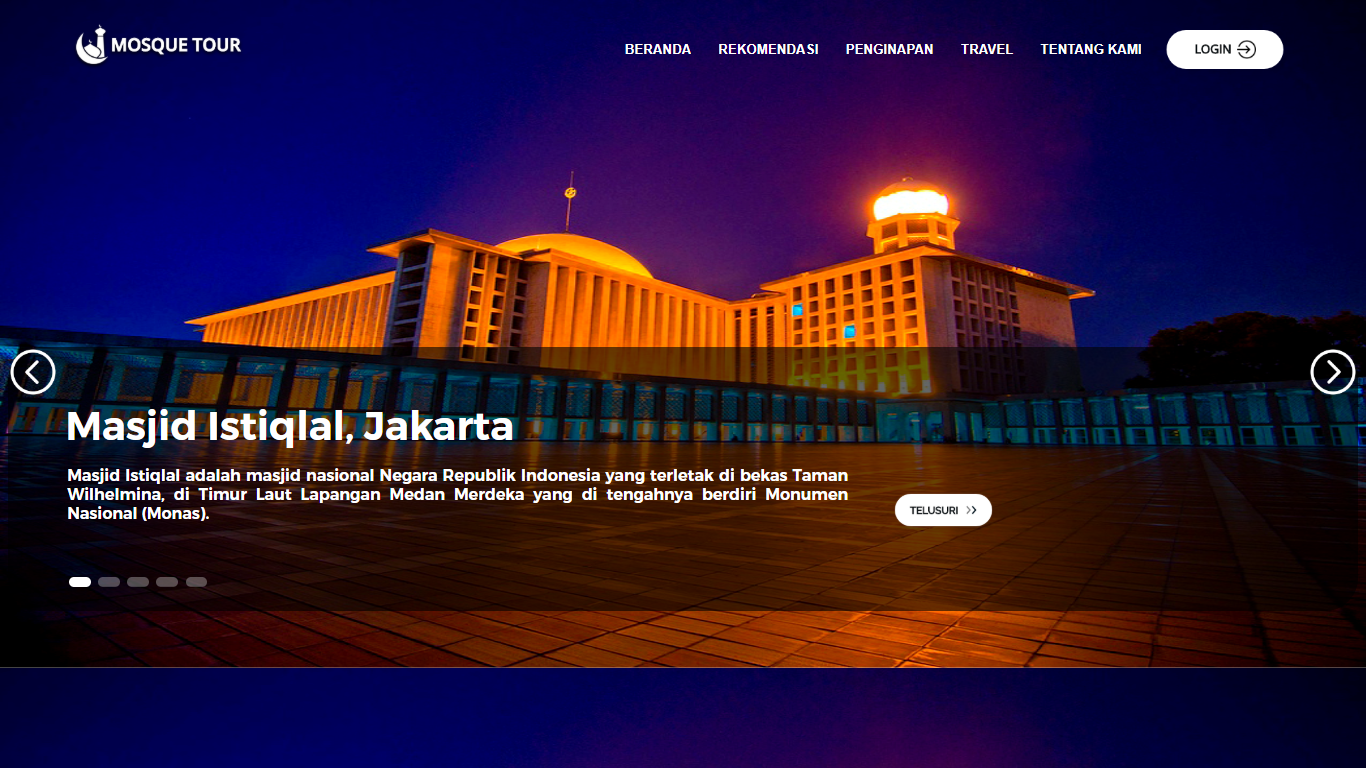 MOSQUE TOUR
BERANDA REKOMENDASI PENGINAPAN TRAVEL TENTANG KAMI LOGIN
Masjid Istiqlal, Jakarta
Masjid Istiqlal adalah masjid nasional Negara Republik Indonesia yang terletak di bekas Taman
Wilhelmina, di Timur Laut Lapangan Medan Merdeka yang di tengahnya berdiri Monumen
Nasional (Monas).
TELUSURI